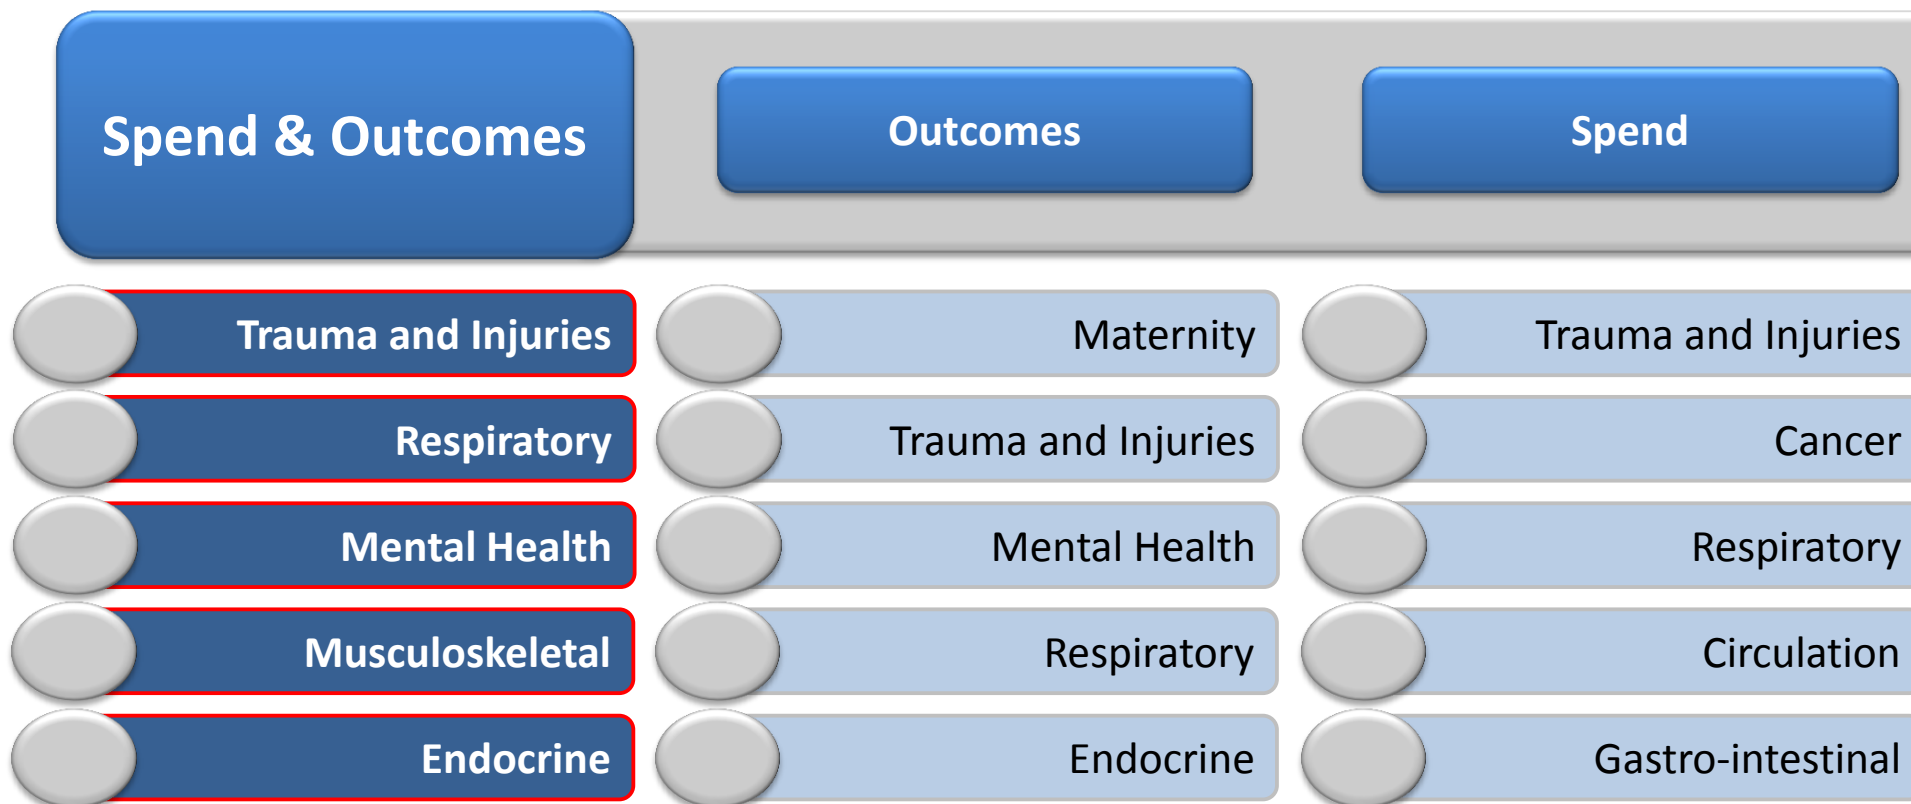 Spend & Outcomes
Outcomes
Spend
Trauma and Injuries
Maternity
Trauma and Injuries
Respiratory
Trauma and Injuries
Cancer
Mental Health
Mental Health
Respiratory
Musculoskeletal
Respiratory
Circulation
Endocrine
Endocrine
Gastro-intestinal